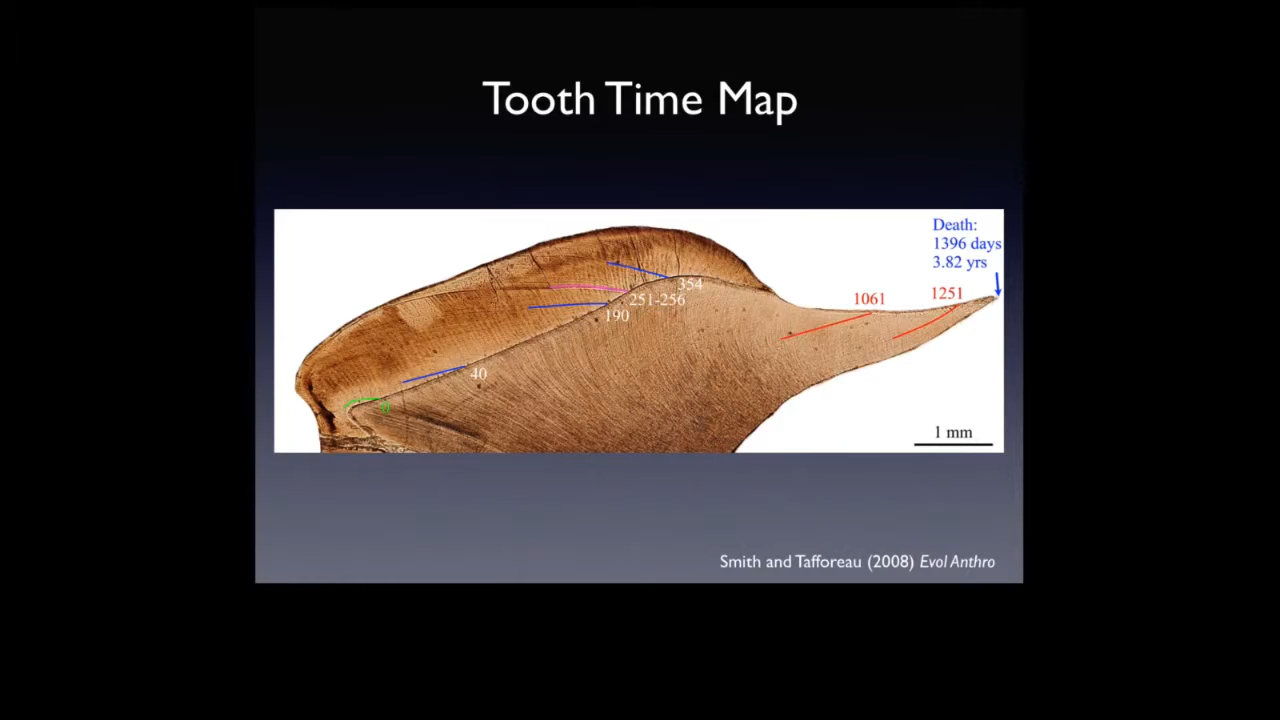 Tooth Time Map
Death:
1396 days
3.82 yrs
354
251-256
190
1061
1251
40
0
1 mm
Smith and Tafforeau (2008) Evol Anthro